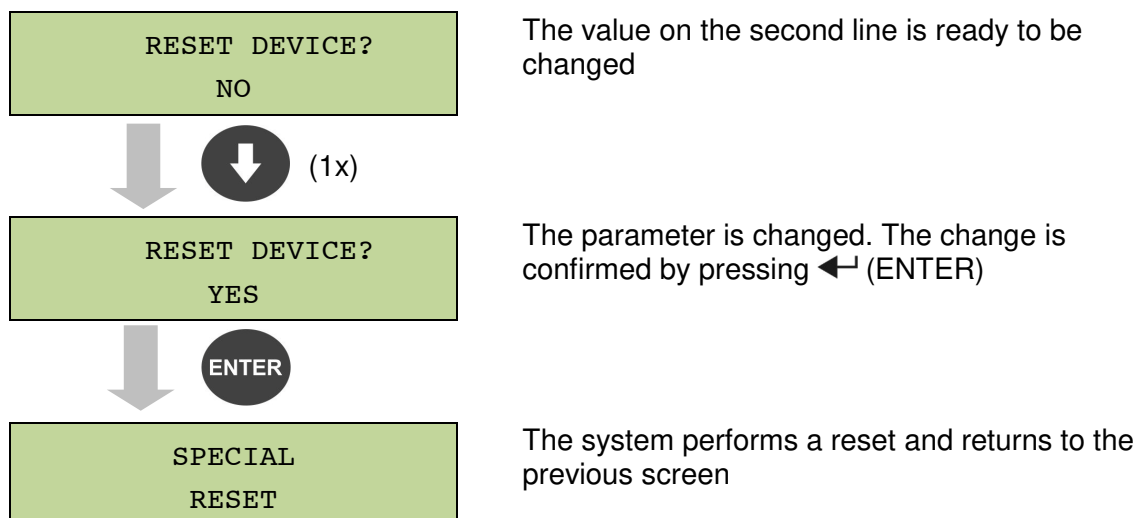 RESET DEVICE?
NO
The value on the second line is ready to be
changed
(1x)
RESET DEVICE?
YES
The parameter is changed. The change is
confirmed by pressing (ENTER)
ENTER
SPECIAL
RESET
The system performs a reset and returns to the
previous screen